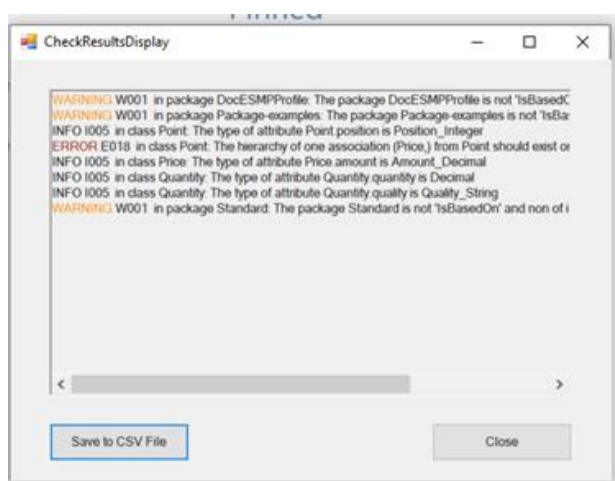 CheckResultsDisplay
WARNING W001 in package DocESMPProfile: The package DocESMPProfile is not 'IsBasedO
WARNING W001 in package Package-examples: The package Package-examples is not 'IsBa
INFO I005 in class Point: The type of attribute Point.position is Position_Integer
ERROR E018 in class Point: The hierarchy of one association (Price,) from Point should exist or
INFO I005 in class Price: The type of attribute Price.amount is Amount_Decimal
INFO I005 in class Quantity: The type of attribute Quantity.quantity is Decimal
INFO I005 in class Quantity: The type of attribute Quantity.quality is Quality_String
WARNING W001 in package Standard: The package Standard is not 'IsBasedOn' and non of i
Save to CSV File
Close